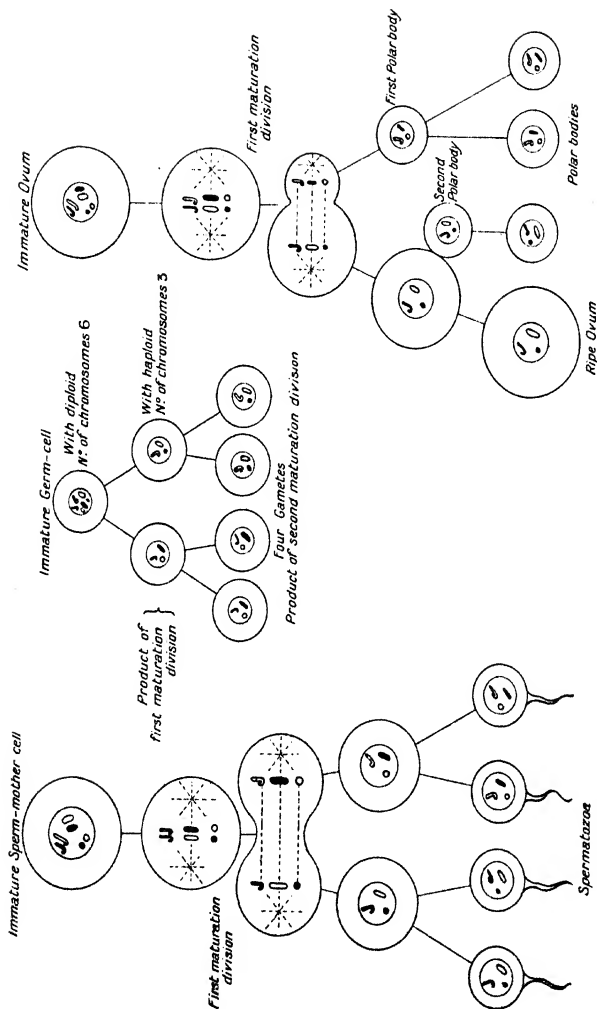 Immature Sperm-mother cell
First maturation
division
Spermatozoa
Immature Germ-cell
With diploid
Nº. of chromosomes 6
With haploid
Nº. of chromosomes 3
Product of
first maturation
division
Four Gametes
Product of second maturation division
Immature Ovum
First maturation
division
First Polar body
Second
Polar body
Polar bodies
Ripe Ovum